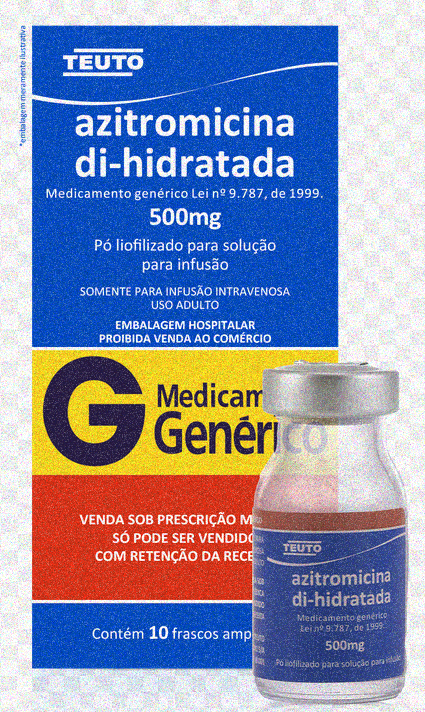 *embalagem meramente ilustrativa
TEUTO
azitromicina
di-hidratada
Medicamento genérico Lei nº 9.787, de 1999.
500mg
Pó liofilizado para solução
para infusão
SOMENTE PARA INFUSÃO INTRAVENOSA
USO ADULTO
EMBALAGEM HOSPITALAR
PROIBIDA VENDA AO COMÉRCIO
G Medicam
Genérico
VENDA SOB PRESCRIÇÃO M
SÓ PODE SER VENDIDO
COM RETENÇÃO DA RECE
Contém 10 frascos amp
TEUTO
azitromicina
di-hidratada
Medicamento genérico
Lei nº 9.787, de 1999.
500mg
Pó liofilizado para solução para infusão